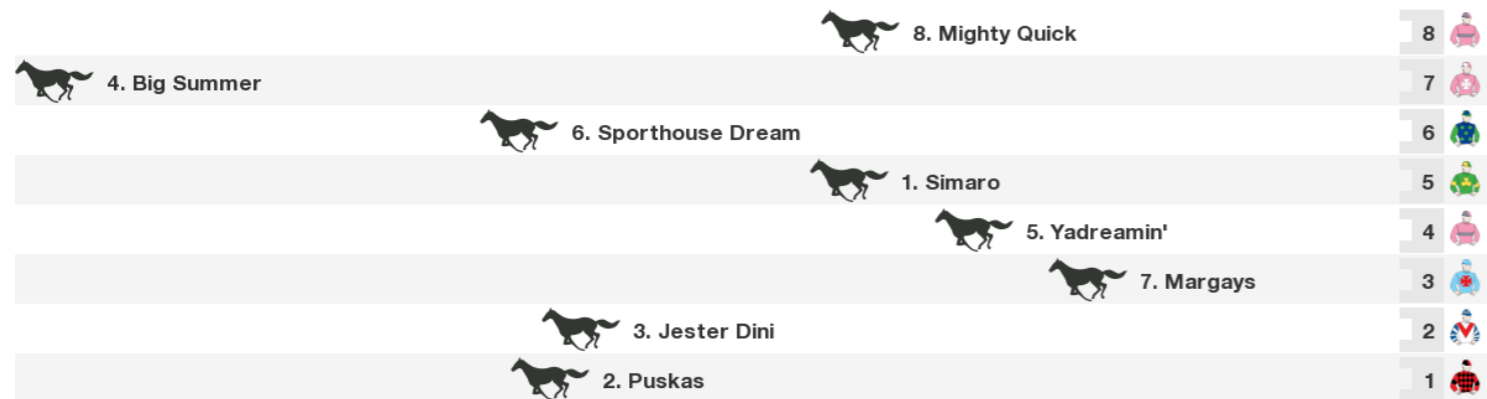 8. Mighty Quick 8
4. Big Summer 7
6. Sporthouse Dream 6
1. Simaro 5
5. Yadreamin' 4
7. Margays 3
3. Jester Dini 2
2. Puskas 1